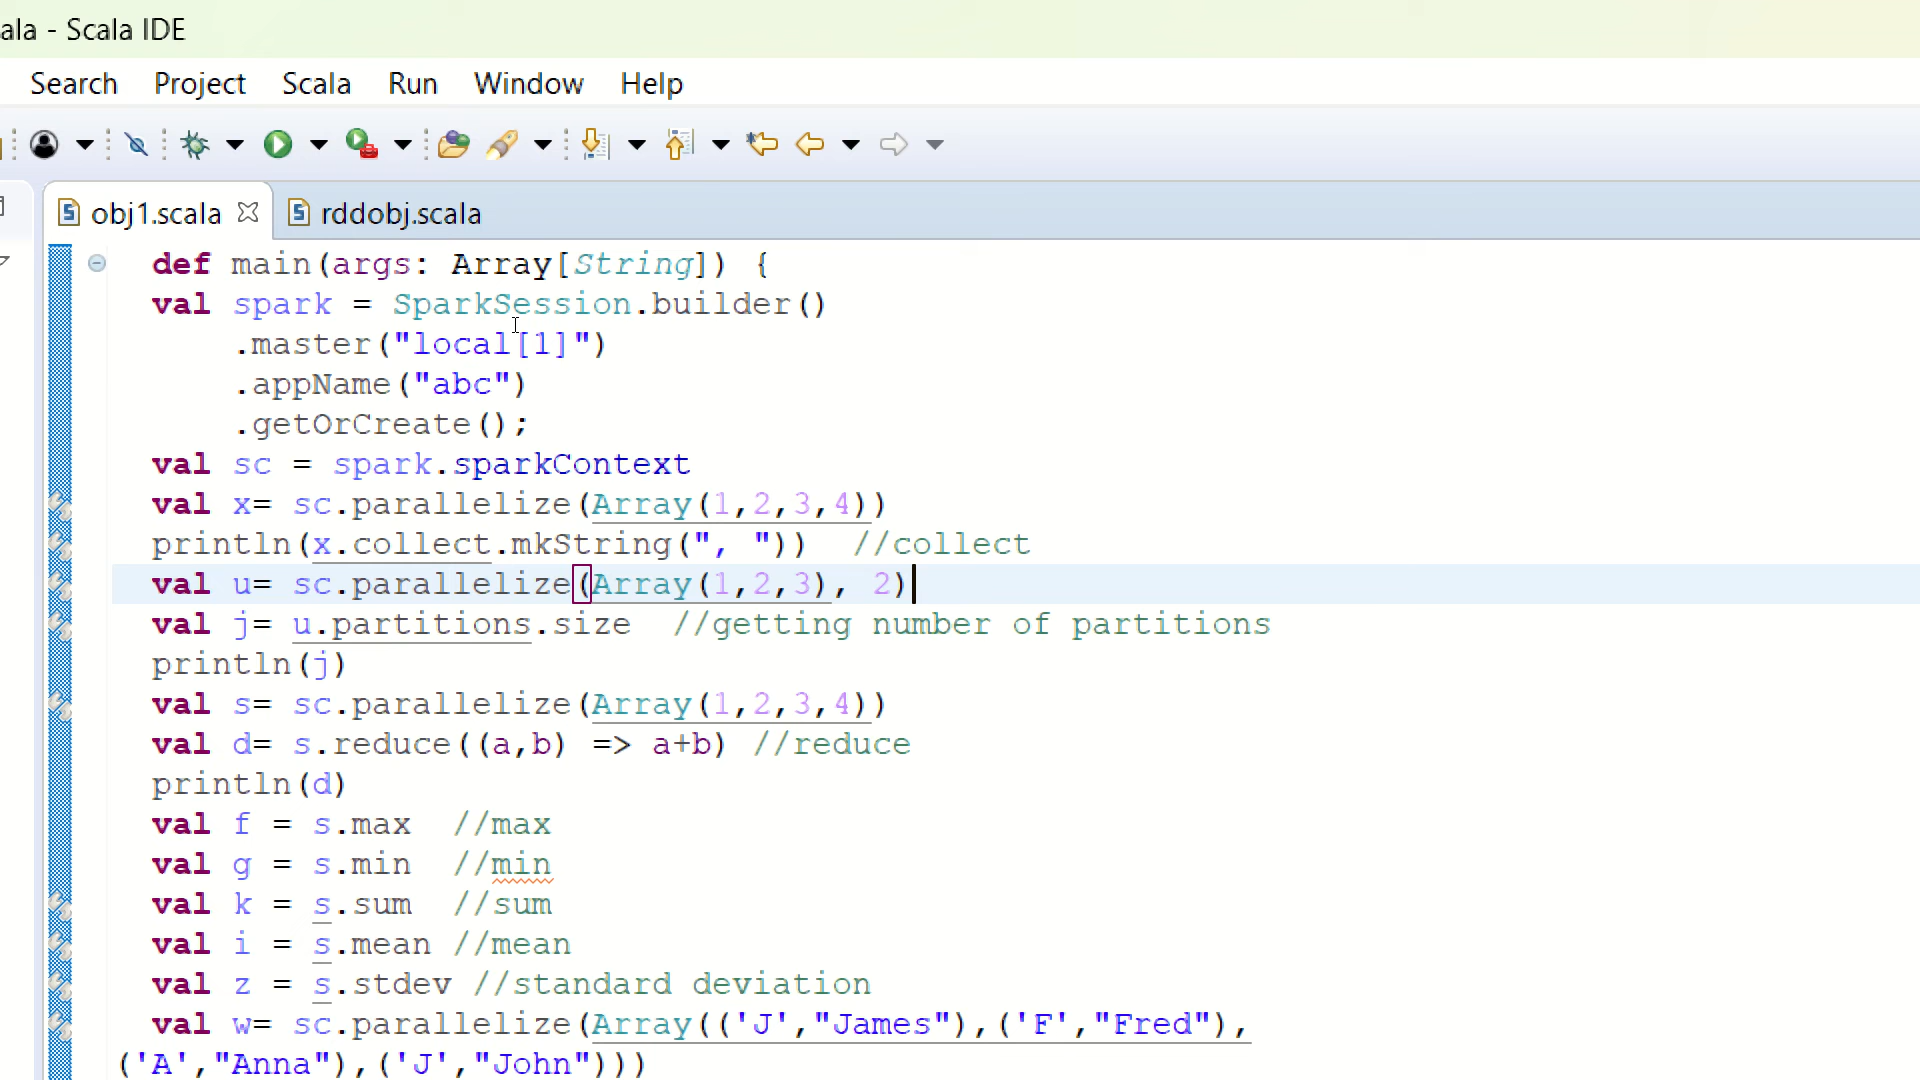 ala - Scala IDE
Search Project Scala Run Window Help
obj1.scala rddobj.scala
def main(args: Array[String]) {
val spark = SparkSession.builder()
.master("local[1]")
.appName("abc")
.getOrCreate();
val sc = spark.sparkContext
val x= sc.parallelize(Array(1,2,3,4))
println(x.collect.mkString(", ")) //collect
val u= sc.parallelize(Array(1,2,3), 2)
val j= u.partitions.size //getting number of partitions
println(j)
val s= sc.parallelize(Array(1,2,3,4))
val d= s.reduce((a,b) => a+b) //reduce
println(d)
val f = s.max //max
val g = s.min //min
val k = s.sum //sum
val i = s.mean //mean
val z = s.stdev //standard deviation
val w= sc.parallelize(Array(('J',"James"),('F',"Fred"),
('A',"Anna"),('J',"John")))